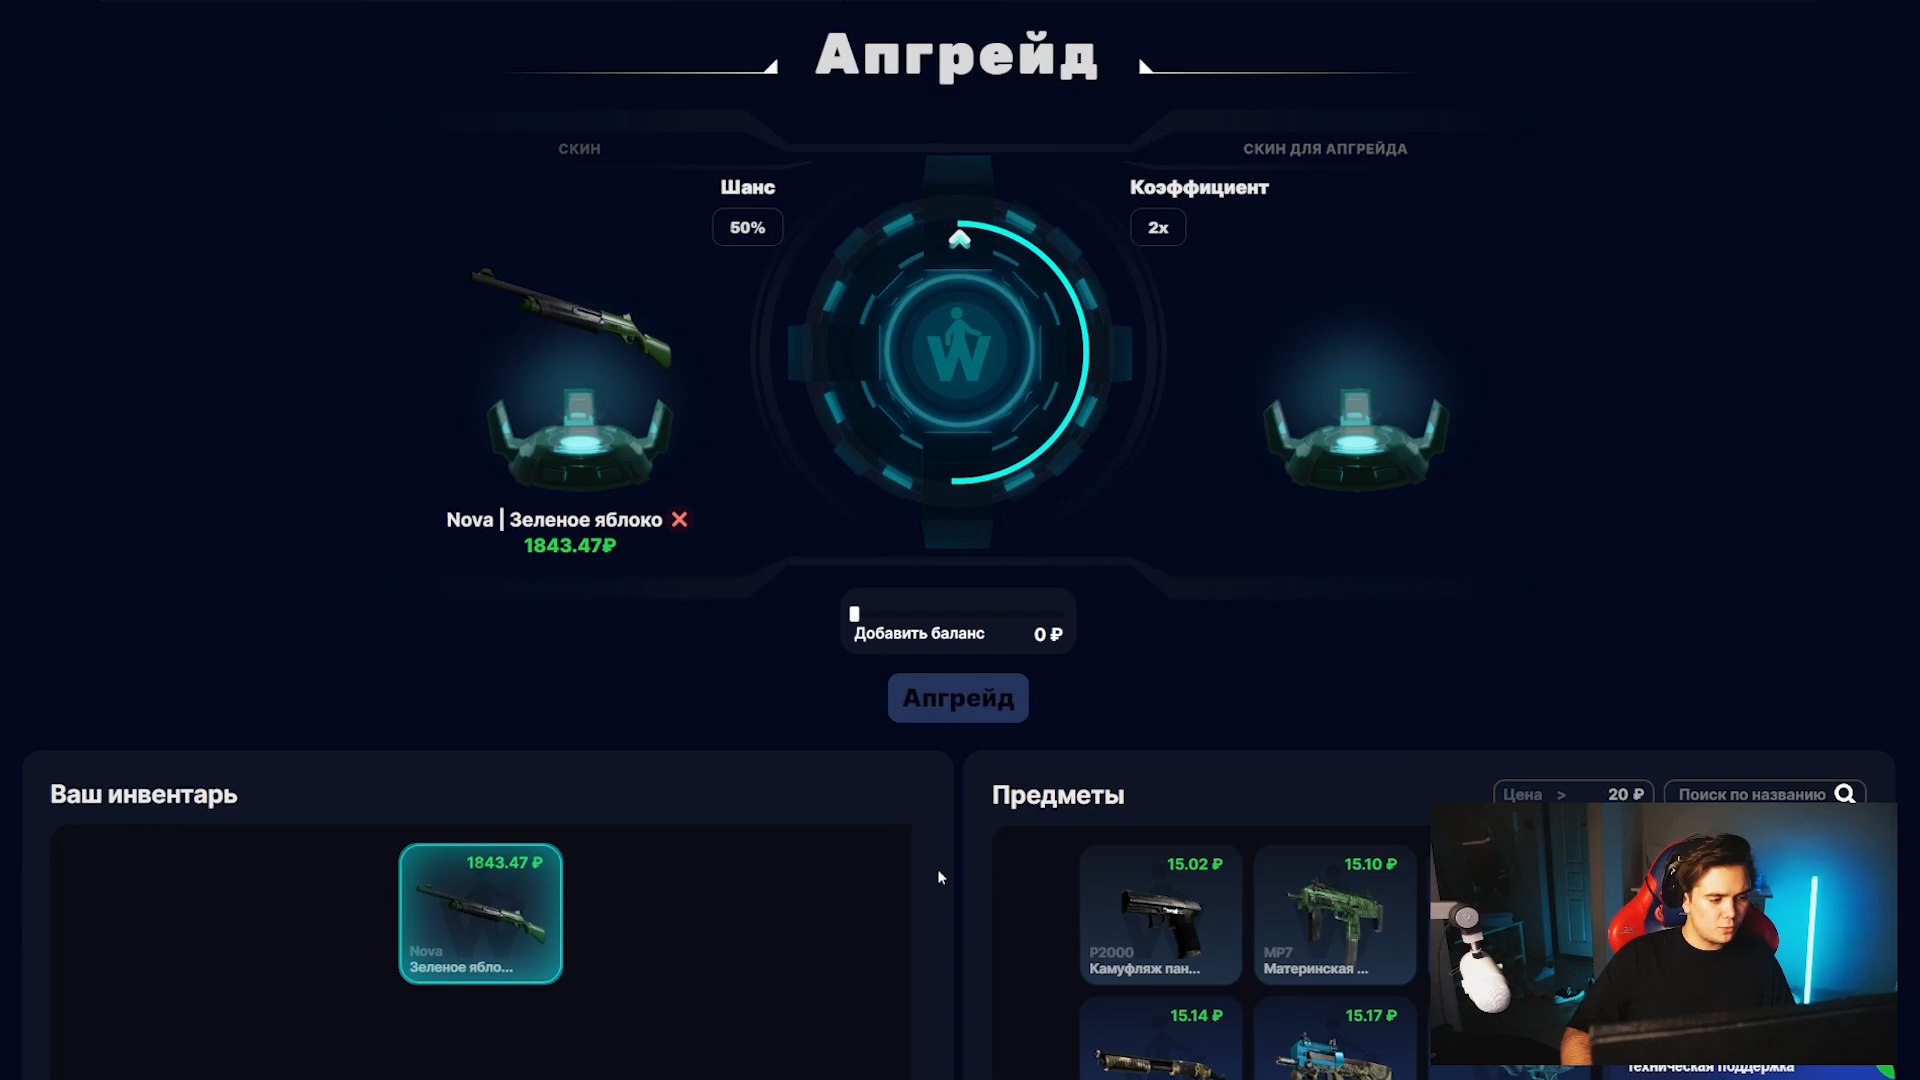 Апгрейд
СКИН
СКИН ДЛЯ АПГРЕЙДА
Шанс
50%
Коэффициент
2x
W
Nova | Зеленое яблоко
1843.47₽
Добавить баланс 0 ₽
Апгрейд
Ваш инвентарь
1843.47 ₽
Nova
Зеленое ябло...
Предметы
Цена > 20 ₽
Поиск по названию
15.02 ₽
P2000
Камуфляж пан...
15.10 ₽
MP7
Материнская ...
15.14 ₽
15.17 ₽
Техническая поддержка